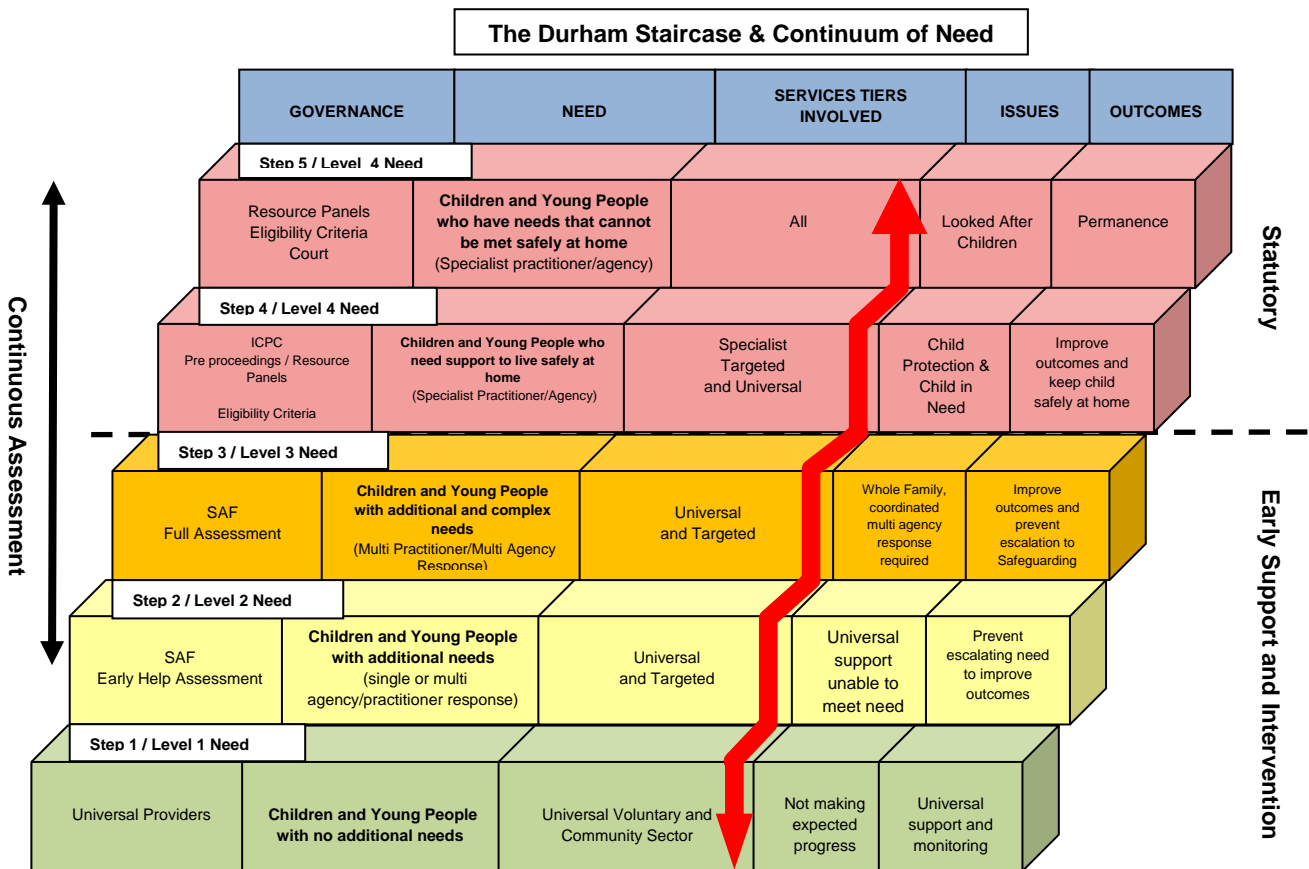 The Durham Staircase & Continuum of Need
GOVERNANCE
NEED
SERVICES TIERS
INVOLVED
ISSUES
OUTCOMES
Step 5 / Level 4 Need
Resource Panels
Eligibility Criteria
Court
Children and Young People
who have needs that cannot
be met safely at home
(Specialist practitioner/agency)
All
Looked After
Children
Permanence
Step 4 / Level 4 Need
ICPC
Pre proceedings / Resource
Panels
Eligibility Criteria
Children and Young People who
need support to live safely at
home
(Specialist Practitioner/Agency)
Specialist
Targeted
and Universal
Child
Protection &
Child in
Need
Improve
outcomes and
keep child
safely at home
Step 3 / Level 3 Need
SAF
Full Assessment
Children and Young People
with additional and complex
needs
(Multi Practitioner/Multi Agency
Response)
Universal
and Targeted
Whole Family,
coordinated
multi agency
response
required
Improve
outcomes and
prevent
escalation to
Safeguarding
Step 2 / Level 2 Need
SAF
Early Help Assessment
Children and Young People
with additional needs
(single or multi
agency/practitioner response)
Universal
and Targeted
Universal
support
unable to
meet need
Prevent
escalating need
to improve
outcomes
Step 1 / Level 1 Need
Universal Providers
Children and Young People
with no additional needs
Universal Voluntary and
Community Sector
Not making
expected
progress
Universal
support and
monitoring
Continuous Assessment
Statutory
Early Support and Intervention